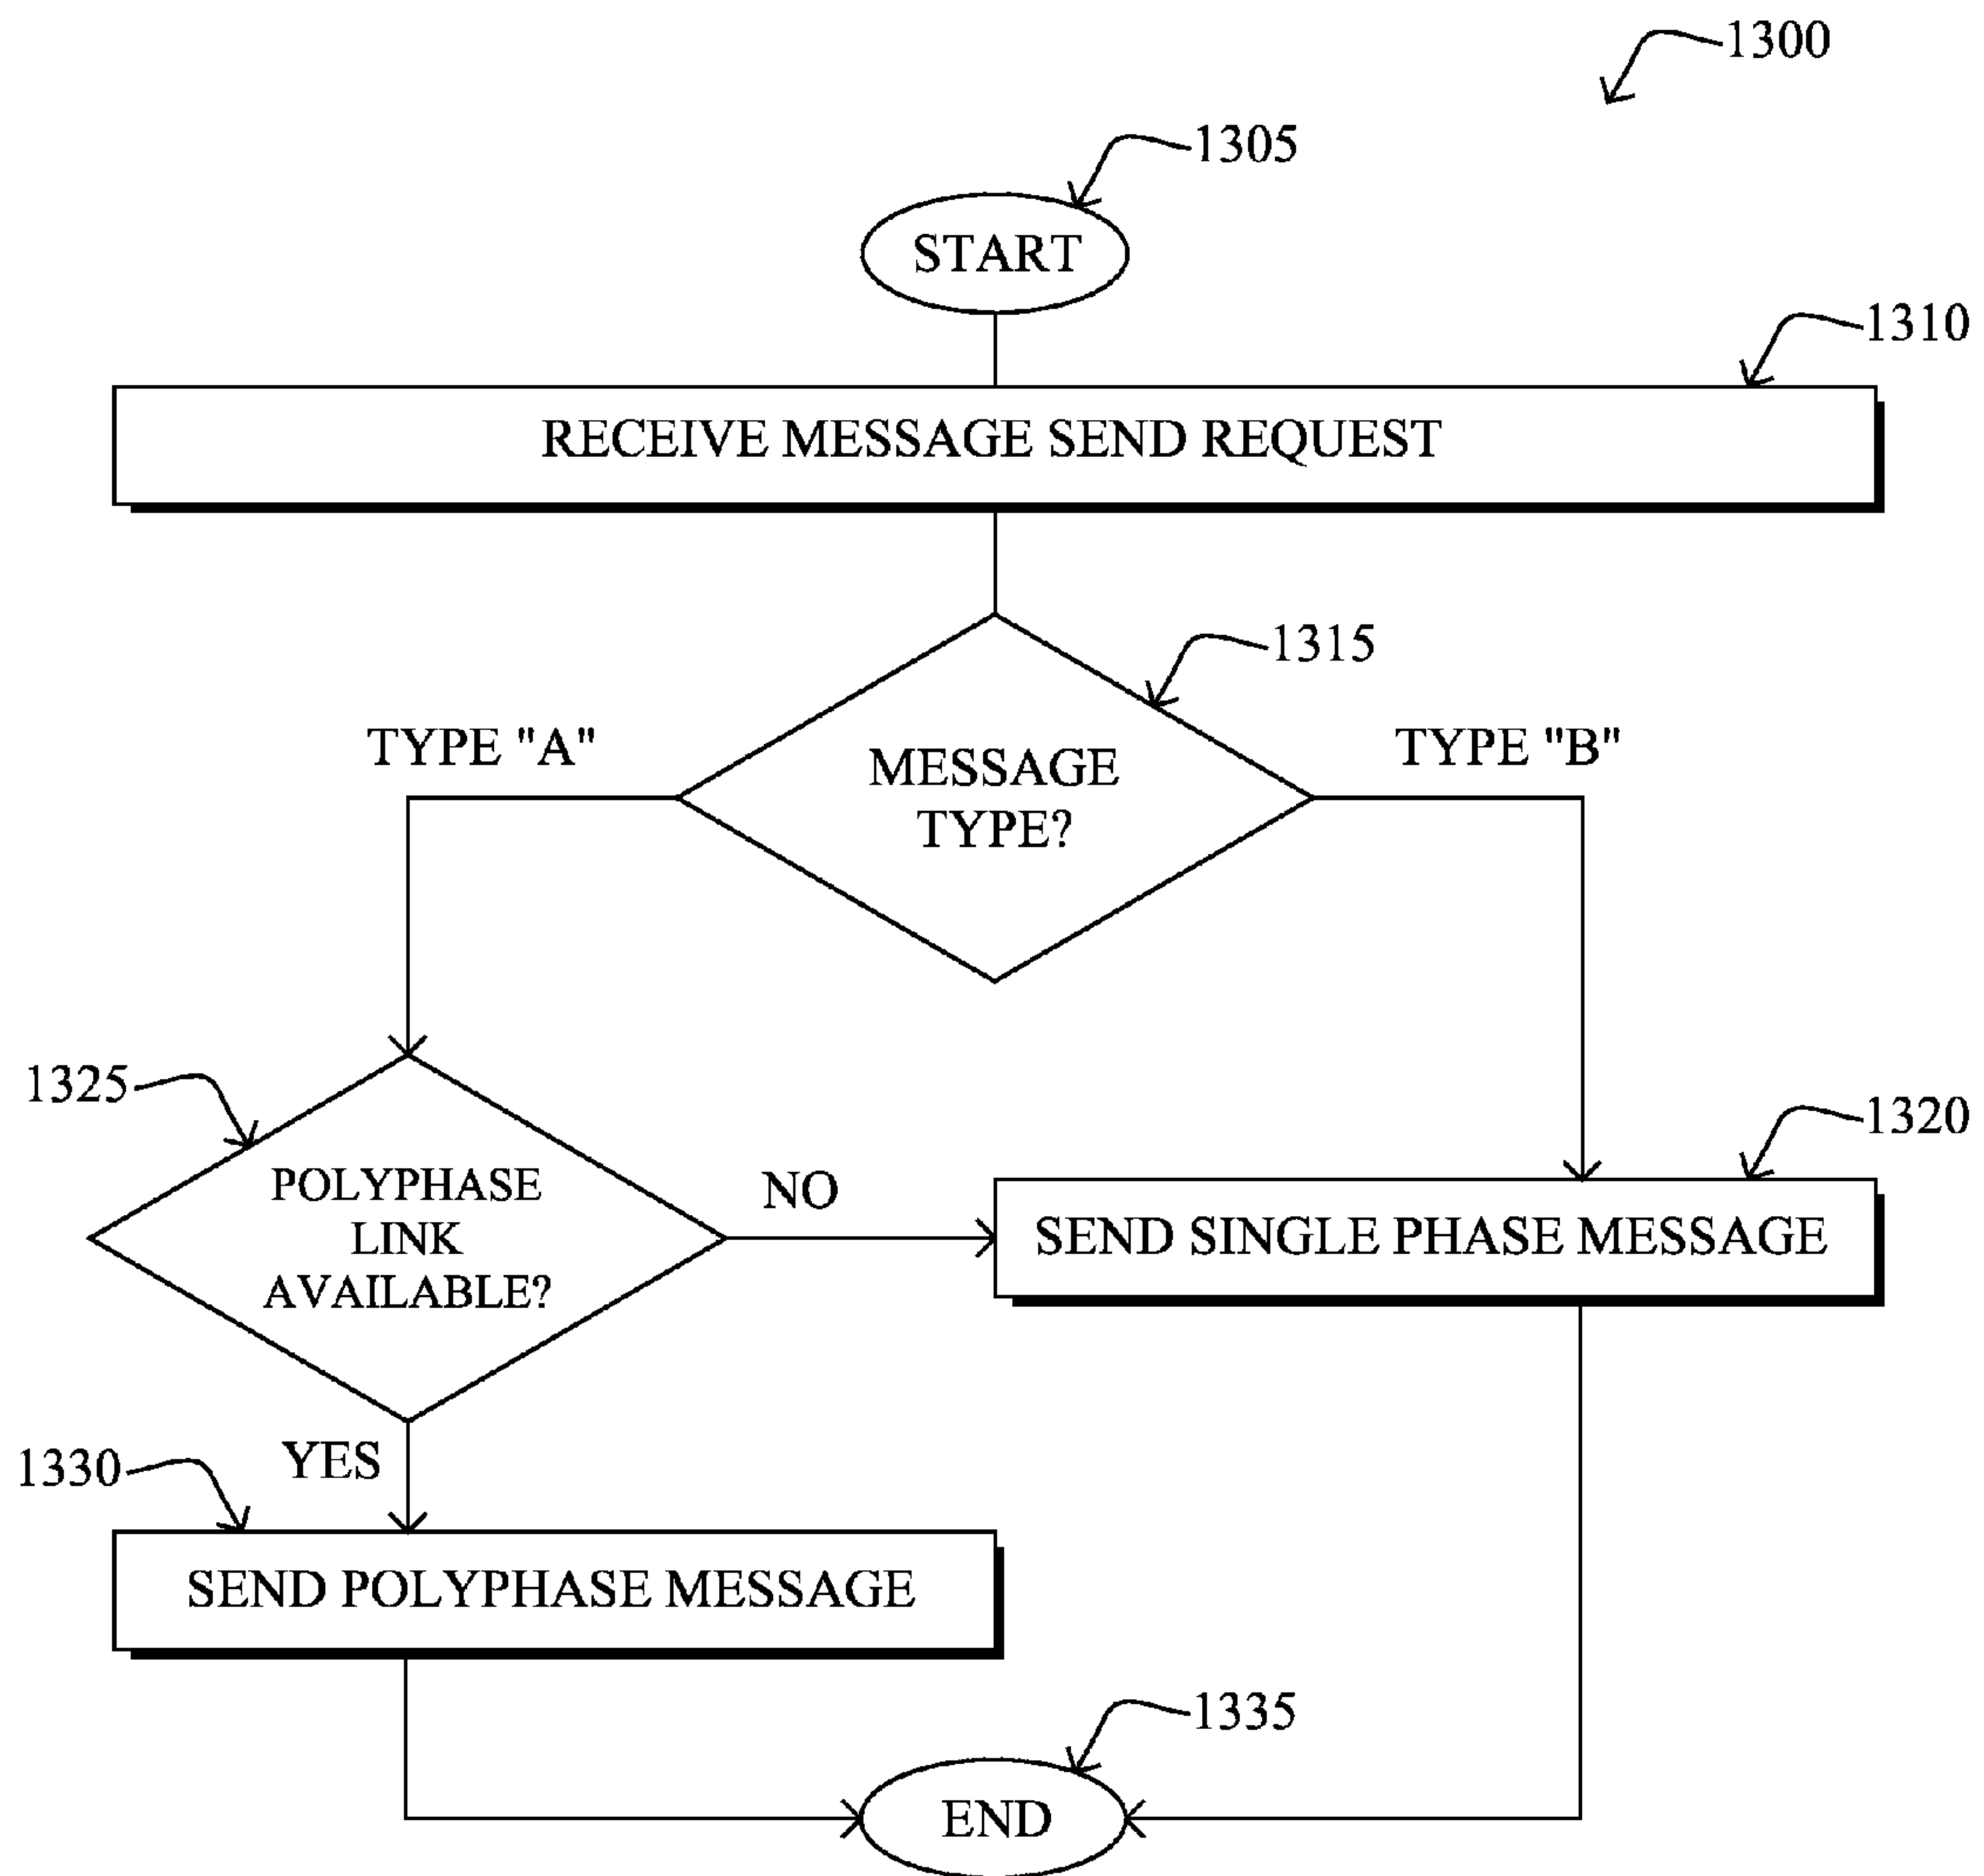 1300
1305
START
1310
RECEIVE MESSAGE SEND REQUEST
1315
TYPE "A"
MESSAGE
TYPE?
TYPE "B"
1325
POLYPHASE
LINK
AVAILABLE?
NO
1320
SEND SINGLE PHASE MESSAGE
YES
1330
SEND POLYPHASE MESSAGE
1335
END